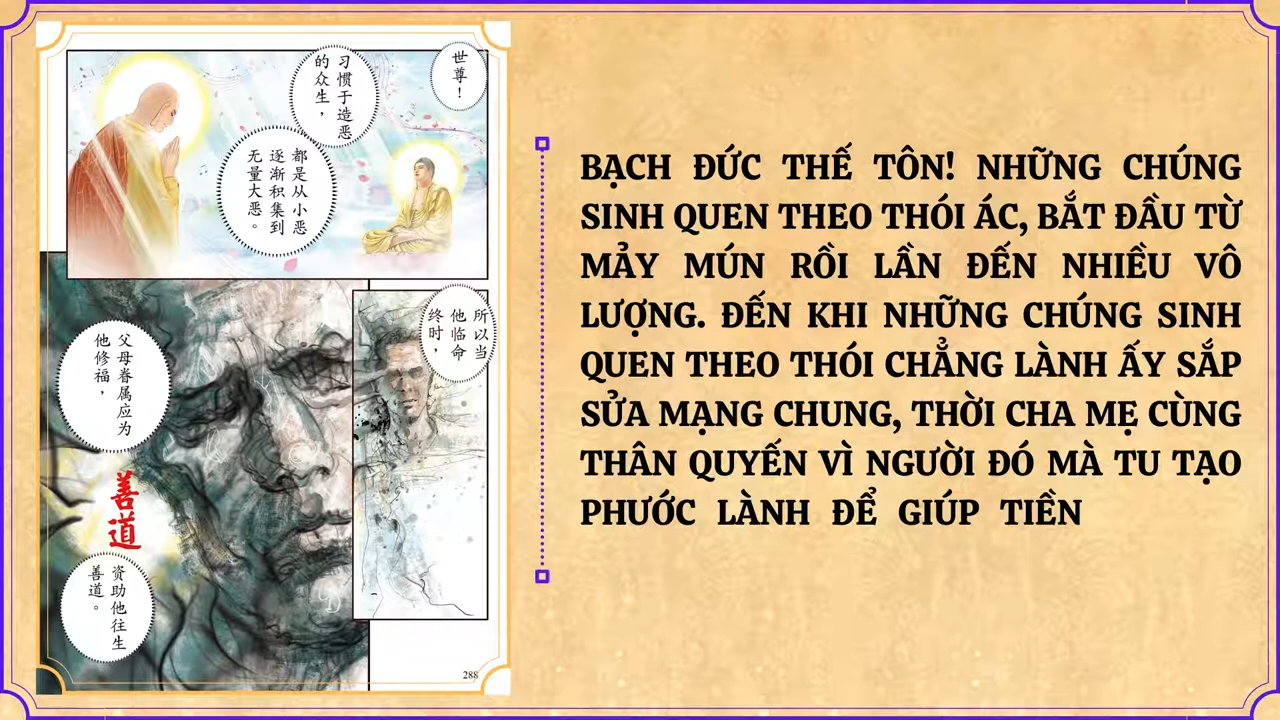 世尊！
习惯于造恶
的众生，
都是从小恶
逐渐积集到
无量大恶。
所以当
他临命
终时，
父母眷属应为
他修福，
善道
资助他往生
善道。
288
BẠCH ĐỨC THẾ TÔN! NHỮNG CHÚNG
SINH QUEN THEO THÓI ÁC, BẮT ĐẦU TỪ
MẢY MÚN RỒI LẦN ĐẾN NHIỀU VÔ
LƯỢNG. ĐẾN KHI NHỮNG CHÚNG SINH
QUEN THEO THÓI CHẲNG LÀNH ẤY SẮP
SỬA MẠNG CHUNG, THỜI CHA MẸ CÙNG
THÂN QUYẾN VÌ NGƯỜI ĐÓ MÀ TU TẠO
PHƯỚC LÀNH ĐỂ GIÚP TIỀN